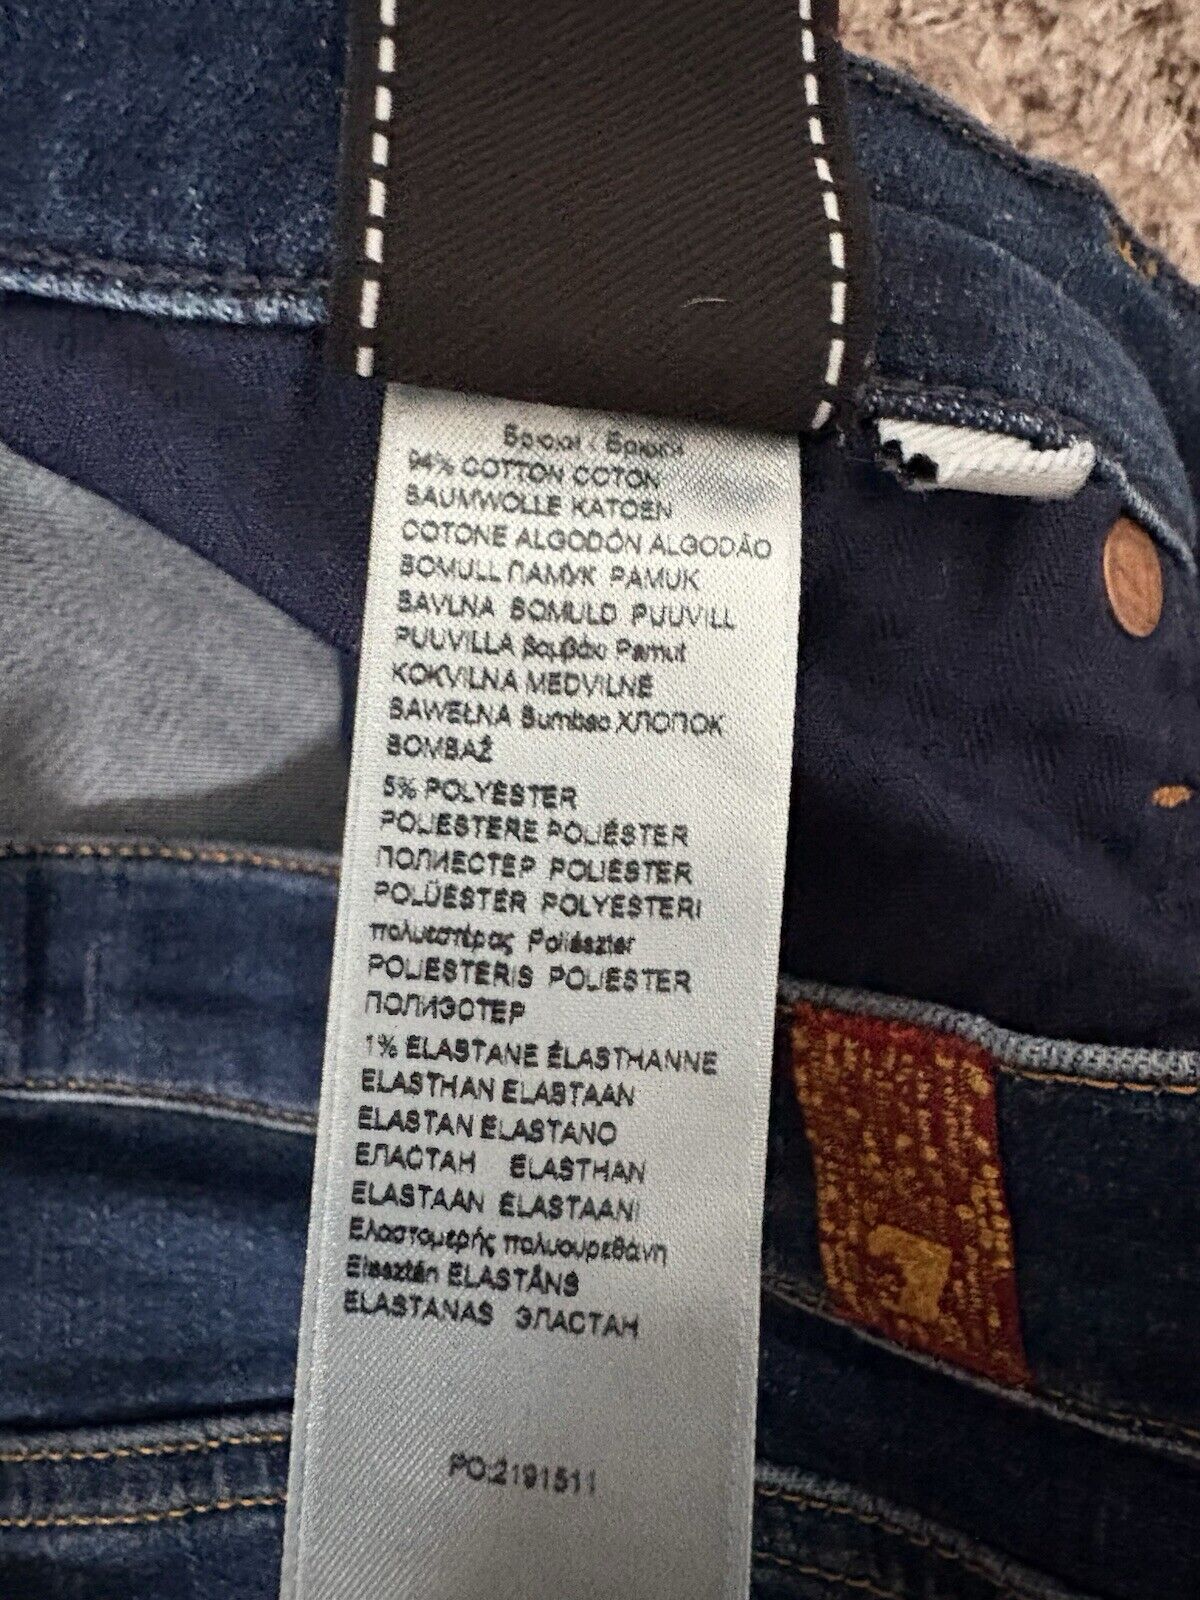 94% COTTON COTON
BAUMWOLLE KATOEN
COTONE ALGODÓN ALGODÃO
BOMULL ПАМУК PAMUK
BAVLNA BOMULD PUUVILL
PUUVILLA Βαμβάκι Pamut
KOKVILNA MEDVILNĖ
BAWEŁNA Bumbac ХЛОПОК
BOMBAŽ
5% POLYESTER
POLIESTERE POLIÉSTER
ПОЛИЕСТЕР POLIESTER
POLÜESTER POLYESTERI
πολυεστέρας Poliészter
POLIESTERIS POLIESTER
ПОЛИЭСТЕР
1% ELASTANE ÉLASTHANNE
ELASTHAN ELASTAAN
ELASTAN ELASTANO
ЕЛАСТАН ELASTHAN
ELASTAAN ELASTAANI
Ελαστομερής πολυουρεθάνη
Elasztán ELASTĀNS
ELASTANAS ЭЛАСТАН
PO:2191511